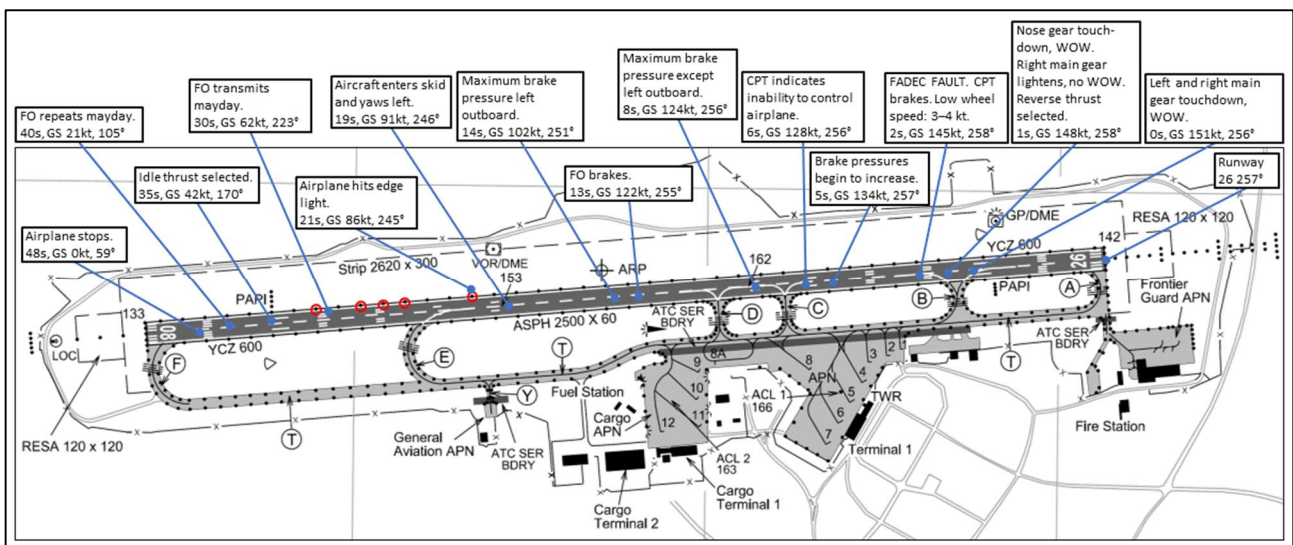 Nose gear touch-
down, WOW.
Right main gear
lightens, no WOW.
Reverse thrust
selected.
1s, GS 148kt, 258°
Maximum brake
pressure except
left outboard.
8s, GS 124kt, 256°
FO transmits
mayday.
30s, GS 62kt, 223°
Aircraft enters skid
and yaws left.
19s, GS 91kt, 246°
Maximum brake
pressure left
outboard.
14s, GS 102kt, 251°
CPT indicates
inability to control
airplane.
6s, GS 128kt, 256°
FADEC FAULT. CPT
brakes. Low wheel
speed: 3–4 kt.
2s, GS 145kt, 258°
Left and right main
gear touchdown,
WOW.
0s, GS 151kt, 256°
FO repeats mayday.
40s, GS 21kt, 105°
Idle thrust selected.
35s, GS 42kt, 170°
Airplane hits edge
light.
21s, GS 86kt, 245°
FO brakes.
13s, GS 122kt, 255°
Brake pressures
begin to increase.
5s, GS 134kt, 257°
Runway
26 257°
Airplane stops.
48s, GS 0kt, 59°
GP/DME
RESA 120 x 120
YCZ 600
142
VOR/DME
Strip 2620 x 300
ARP
153
162
26
PAPI
PAPI
133
08
YCZ 600
ASPH 2500 X 60
ATC SER
BDRY
D
C
B
A
Frontier
Guard APN
ATC SER
BDRY
LOC
F
E
T
T
T
Y
8A
9
8
3
2
1
4
5
6
7
10
11
12
APN
ACL 1
166
TWR
Fuel Station
Cargo
APN
RESA 120 x 120
General
Aviation APN
ATC SER
BDRY
ACL 2
163
Terminal 1
Fire Station
Cargo
Terminal 1
Cargo
Terminal 2